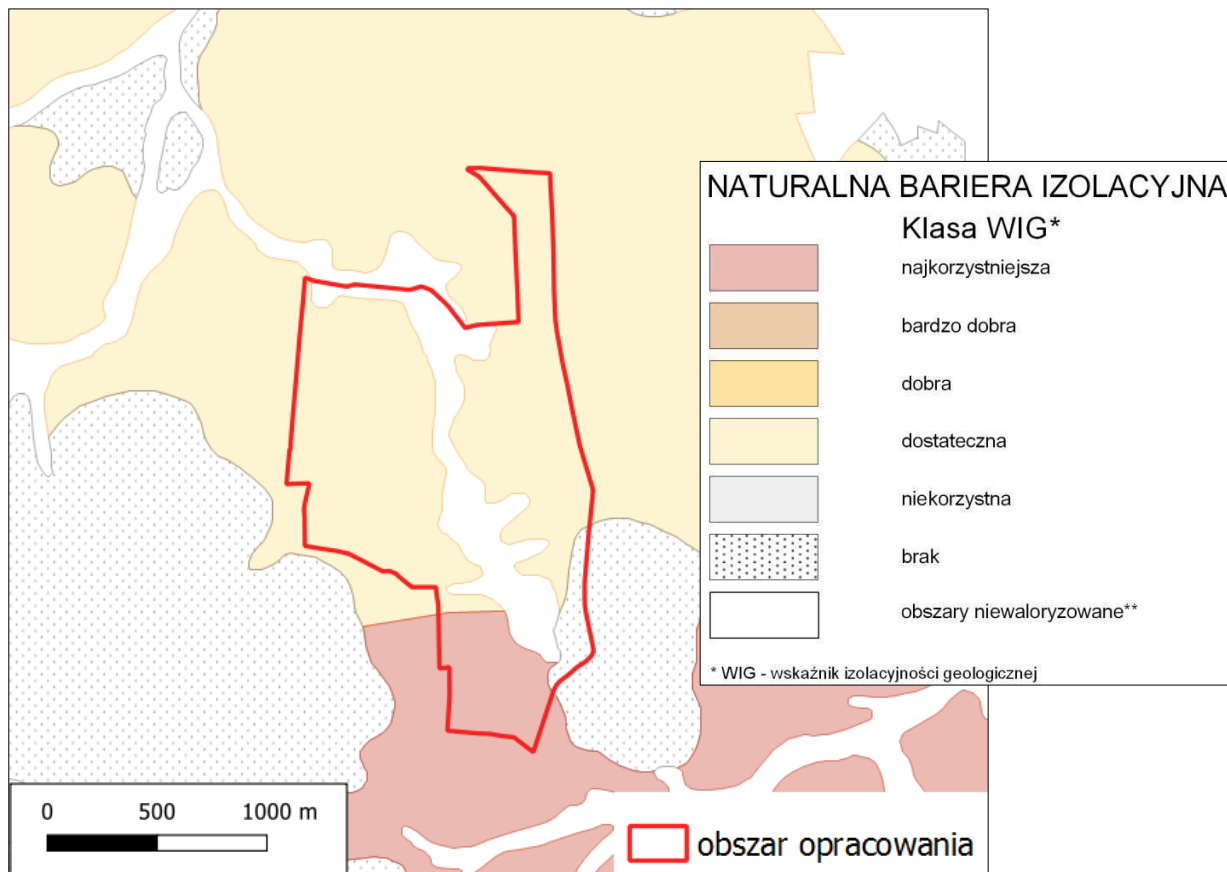 NATURALNA BARIERA IZOLACYJNA
Klasa WIG*
najkorzystniejsza
bardzo dobra
dobra
dostateczna
niekorzystna
brak
obszary niewaloryzowane**
* WIG - wskaźnik izolacyjności geologicznej
0 500 1000 m
obszar opracowania